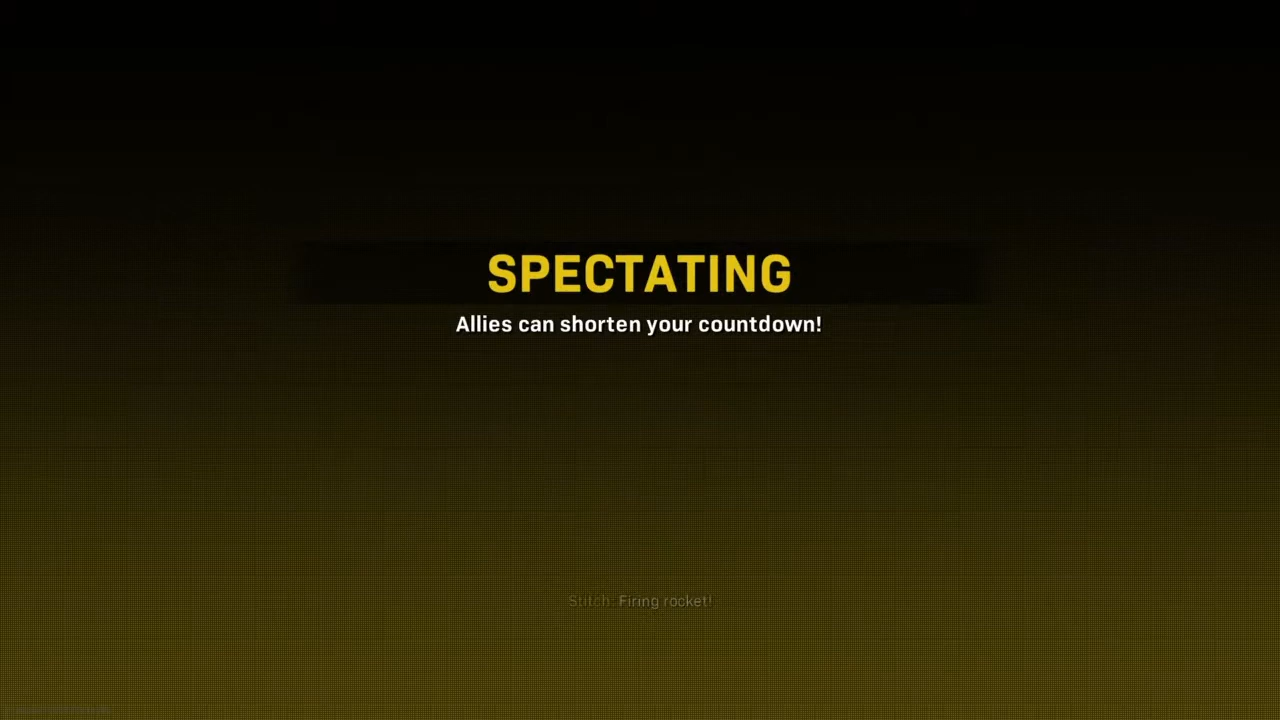 SPECTATING
Allies can shorten your countdown!
Stitch: Firing rocket!